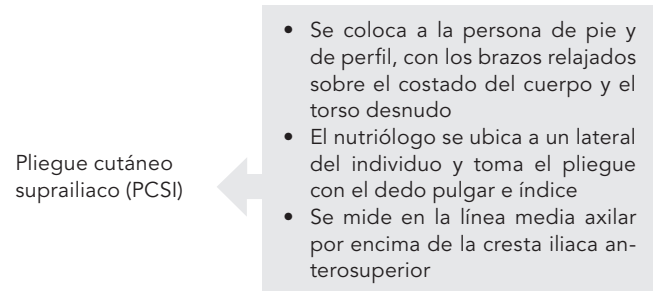 Pliegue cutáneo
suprailiaco (PCSI)
• Se coloca a la persona de pie y
de perfil, con los brazos relajados
sobre el costado del cuerpo y el
torso desnudo
• El nutriólogo se ubica a un lateral
del individuo y toma el pliegue
con el dedo pulgar e índice
• Se mide en la línea media axilar
por encima de la cresta iliaca an-
terosuperior